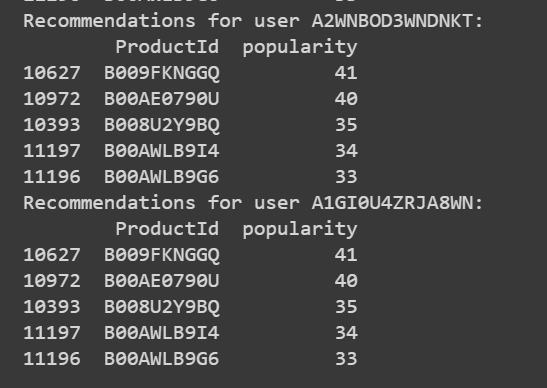 Recommendations for user A2WNBOD3WNDNKT:
ProductId popularity
10627 B009FKNGGQ 41
10972 B00AE0790U 40
10393 B008U2Y9BQ 35
11197 B00AWLB9I4 34
11196 B00AWLB9G6 33
Recommendations for user A1GI0U4ZRJA8WN:
ProductId popularity
10627 B009FKNGGQ 41
10972 B00AE0790U 40
10393 B008U2Y9BQ 35
11197 B00AWLB9I4 34
11196 B00AWLB9G6 33